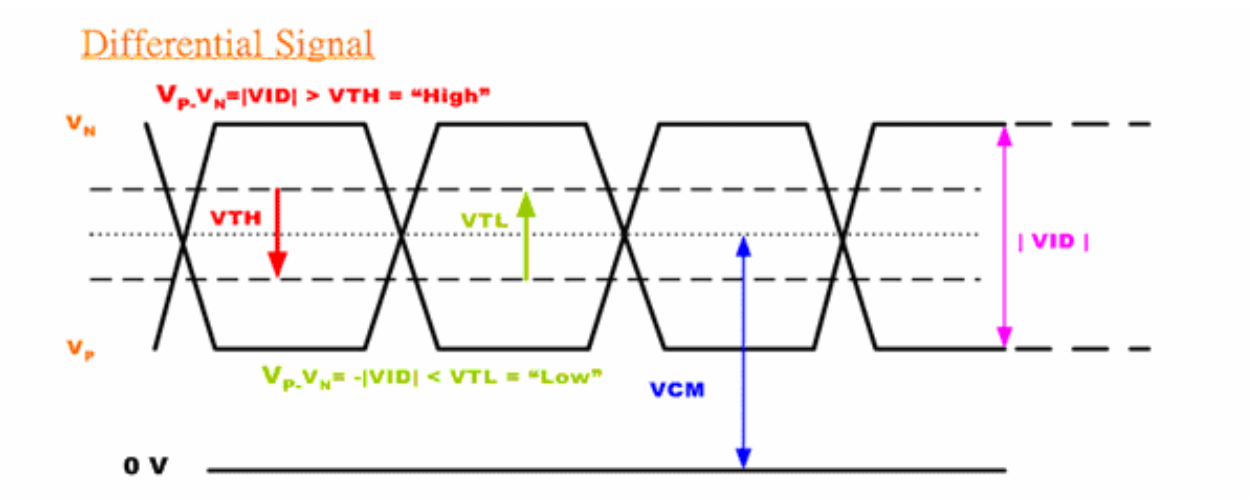 Differential Signal
VP-VN=|VID| > VTH = “High”
VN
VTH
VTL
| VID |
VP
VP-VN= -|VID| < VTL = “Low”
VCM
0 V